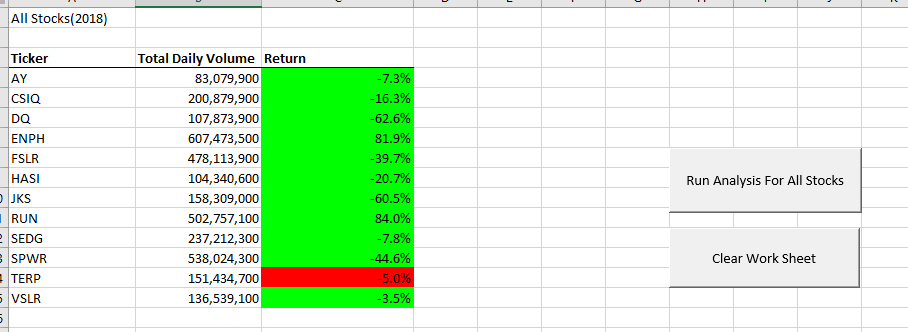 All Stocks(2018)
Ticker Total Daily Volume Return
AY 83,079,900 -7.3%
CSIQ 200,879,900 -16.3%
DQ 107,873,900 -62.6%
ENPH 607,473,500 81.9%
FSLR 478,113,900 -39.7%
HASI 104,340,600 -20.7%
JKS 158,309,000 -60.5%
RUN 502,757,100 84.0%
SEDG 237,212,300 -7.8%
SPWR 538,024,300 -44.6%
TERP 151,434,700 -5.0%
VSLR 136,539,100 -3.5%
Run Analysis For All Stocks
Clear Work Sheet